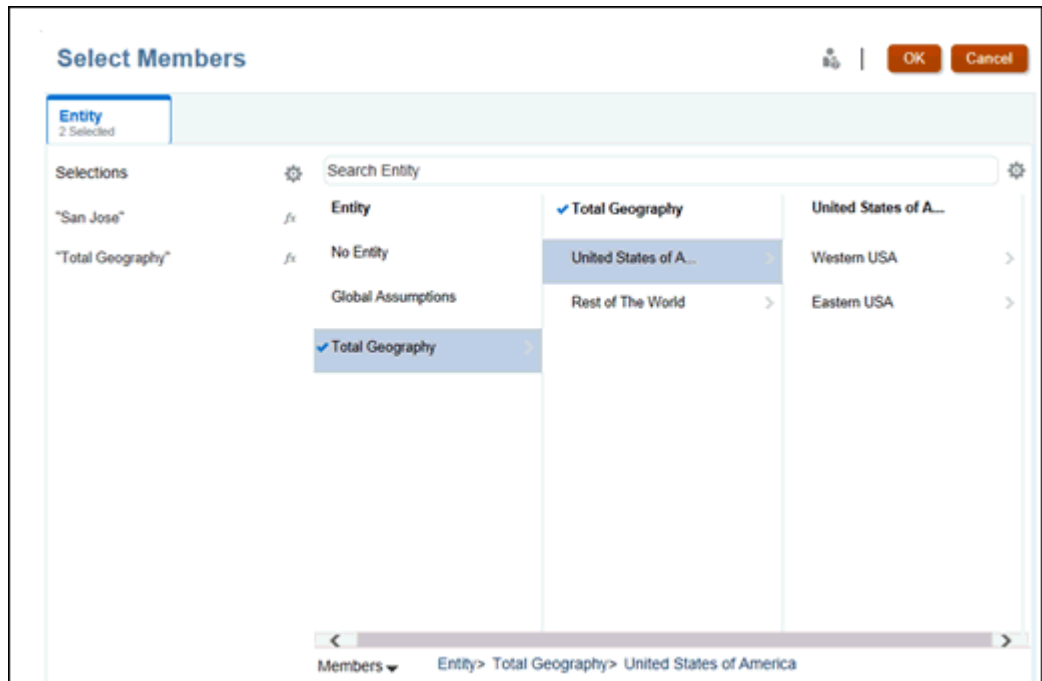 Select Members
OK
Cancel
Entity
2 Selected
Selections
"San Jose"
fx
"Total Geography"
fx
Search Entity
Entity
No Entity
Global Assumptions
Total Geography
Total Geography
United States of A...
Rest of The World
United States of A...
Western USA
Eastern USA
Members
Entity> Total Geography> United States of America